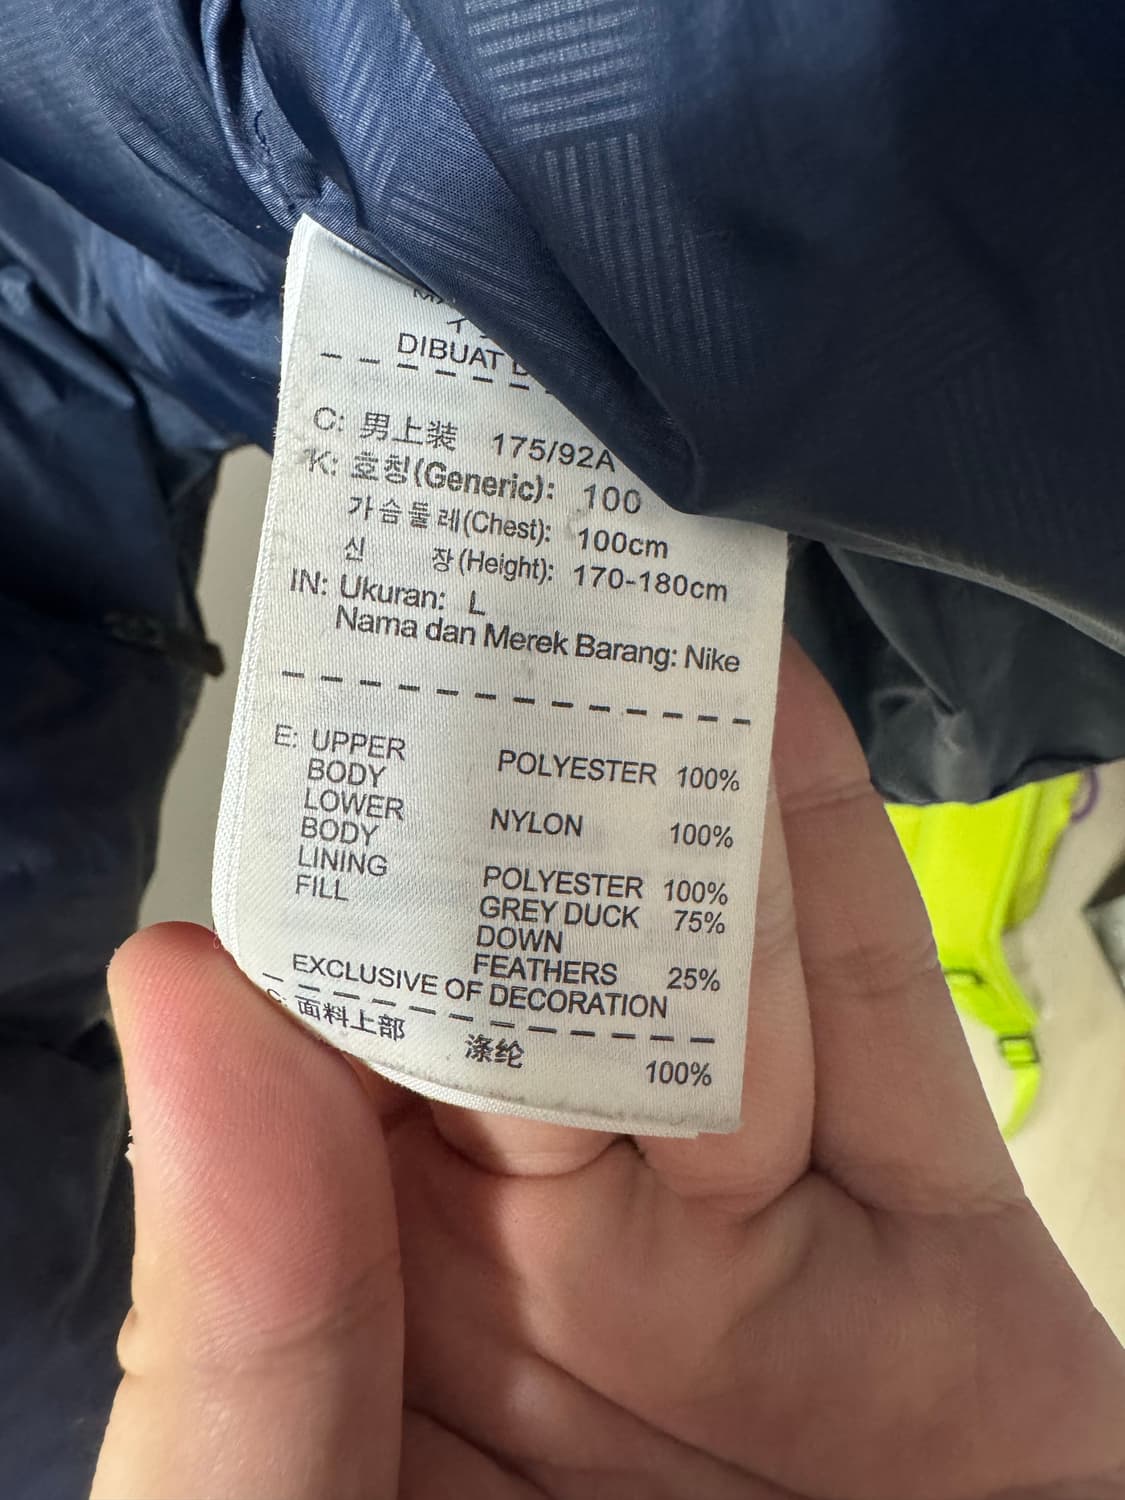 DIBUAT
C: 男上装 175/92A
K: 호칭(Generic): 100
가슴둘레(Chest): 100cm
신 장(Height): 170-180cm
IN: Ukuran: L
Nama dan Merek Barang: Nike
E: UPPER
BODY POLYESTER 100%
LOWER
BODY NYLON 100%
LINING POLYESTER 100%
FILL GREY DUCK 75%
DOWN
FEATHERS 25%
EXCLUSIVE OF DECORATION
C: 面料上部 涤纶 100%